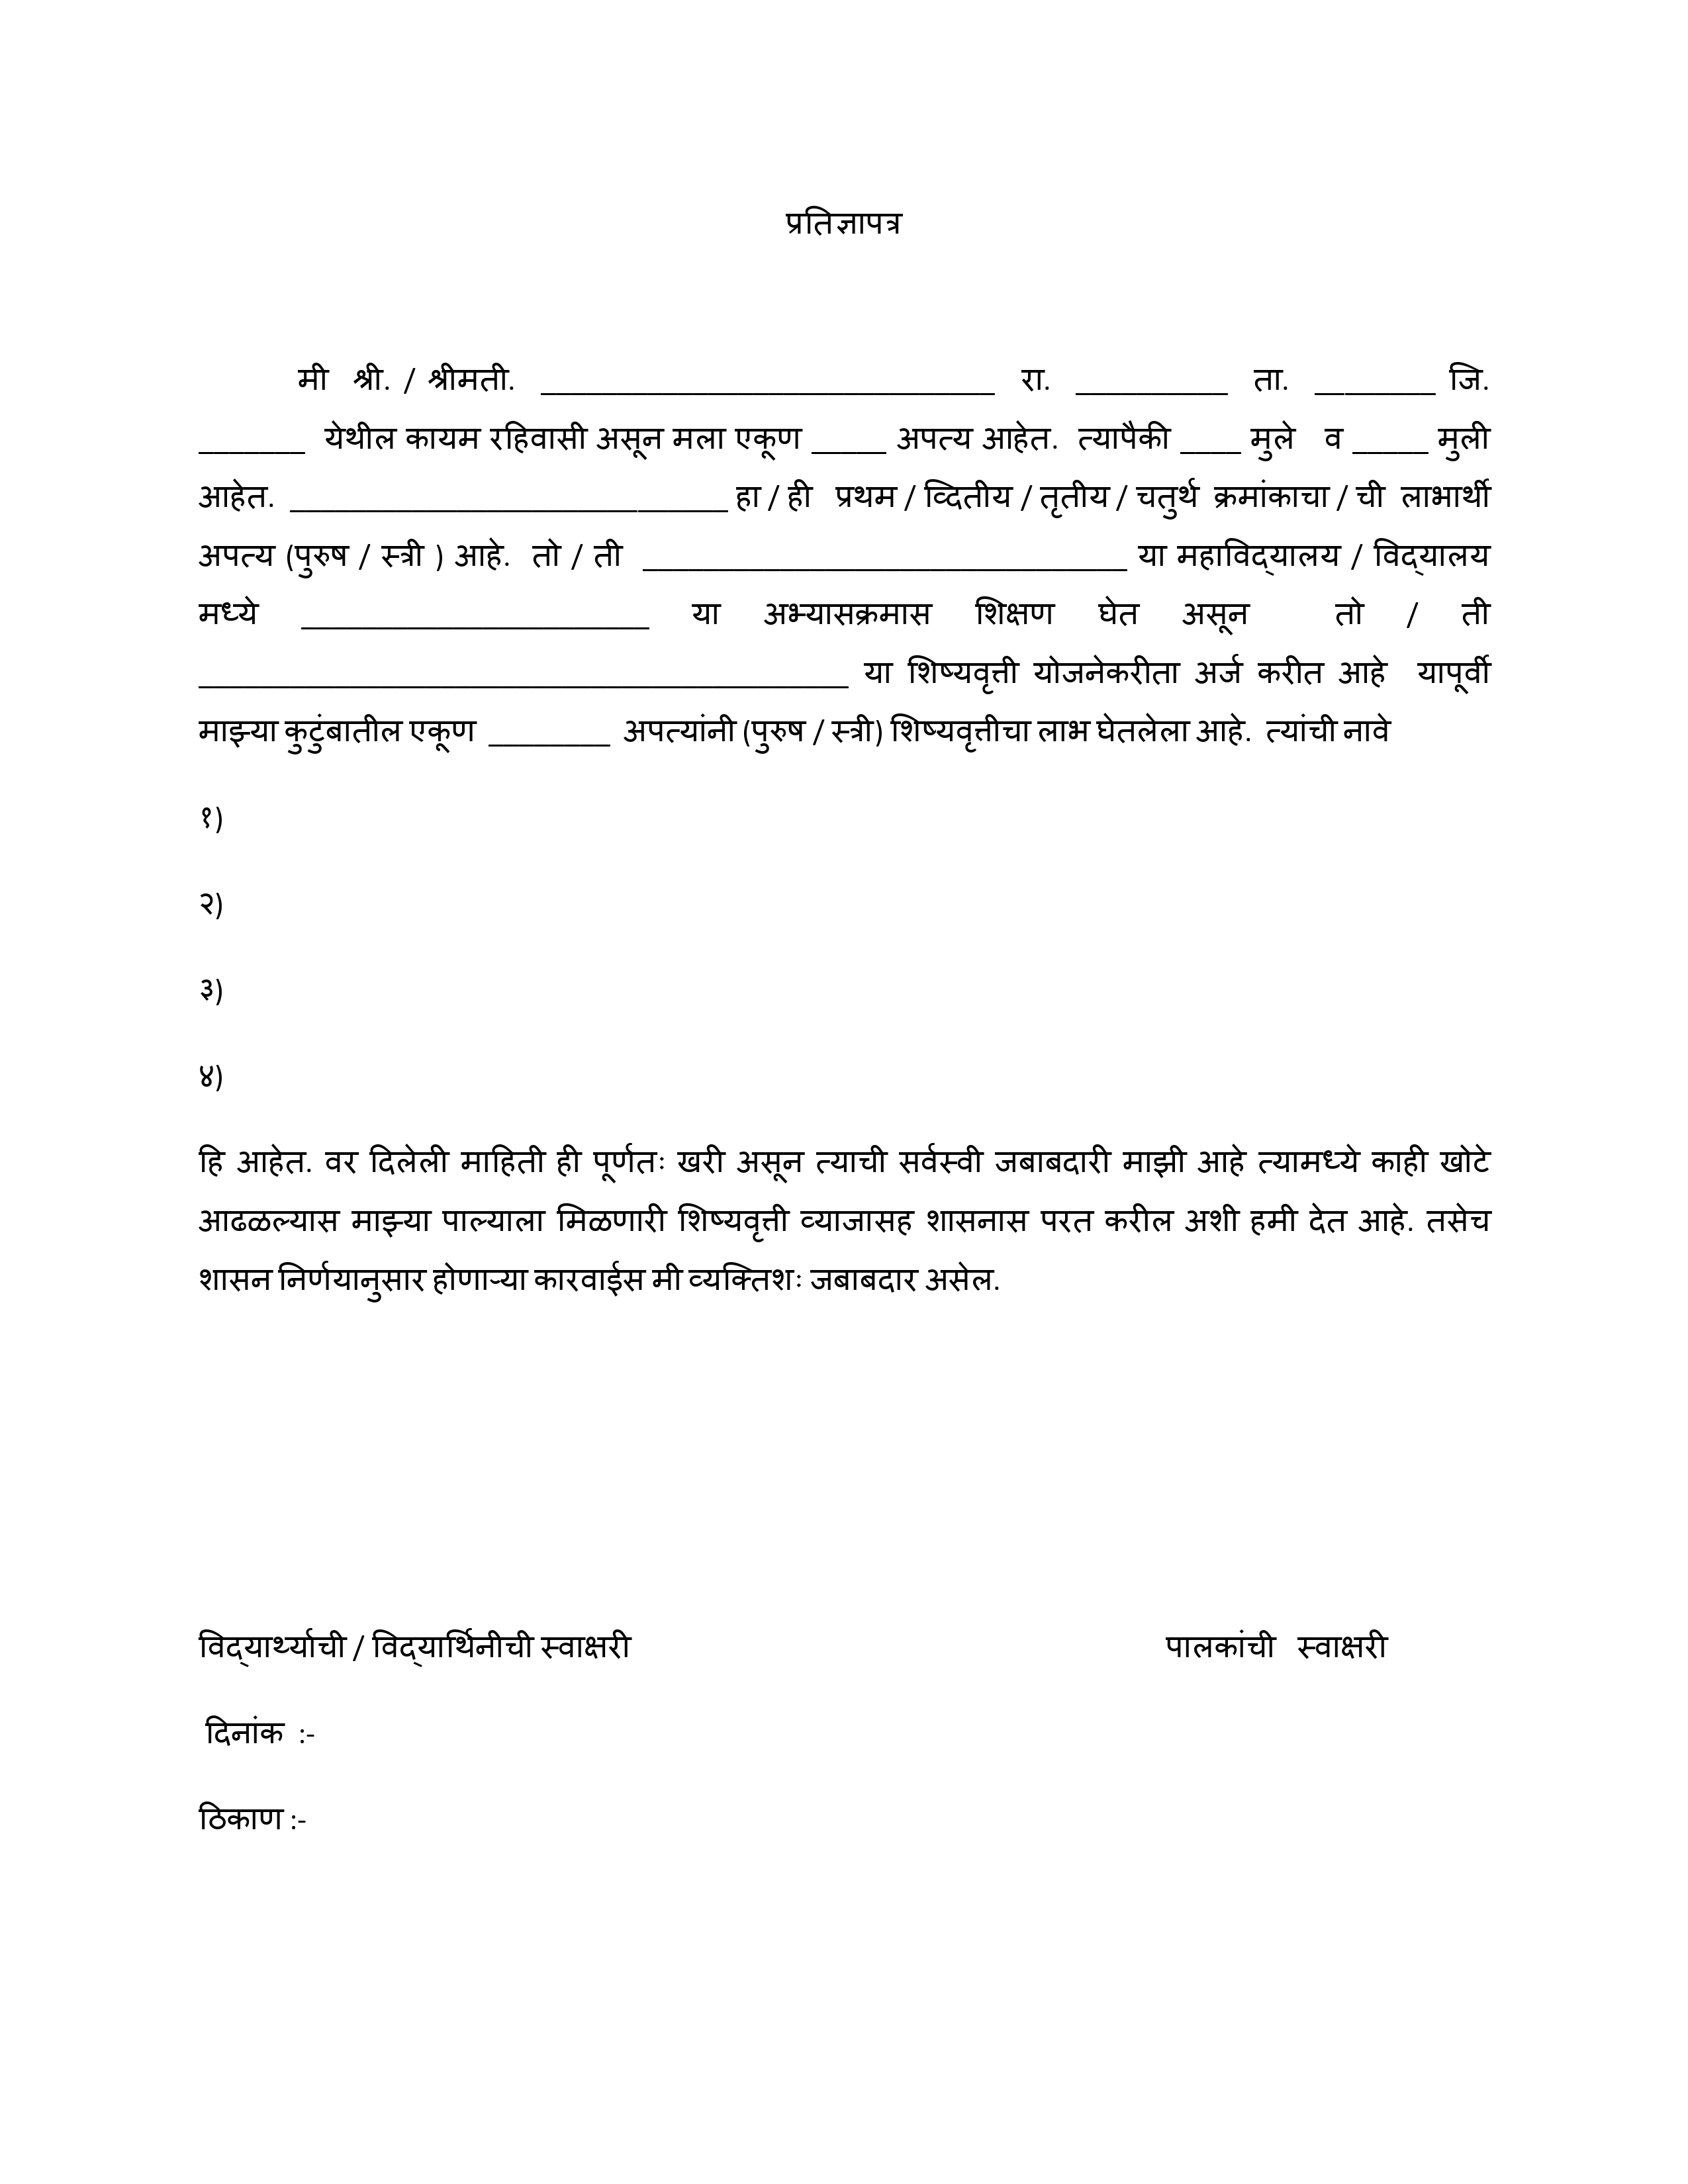 प्रतिज्ञापत्र
मी श्री. / श्रीमती. ______________________________ रा. __________ ता. ________ जि.
_______ येथील कायम रहिवासी असून मला एकूण _____ अपत्य आहेत. त्यापैकी ____ मुले व _____ मुली
आहेत. _____________________________ हा / ही प्रथम / व्दितीय / तृतीय / चतुर्थ क्रमांकाचा / ची लाभार्थी
अपत्य (पुरुष / स्त्री ) आहे. तो / ती ________________________________ या महाविद्‌यालय / विद्‌यालय
मध्ये _______________________ या अभ्यासक्रमास शिक्षण घेत असून तो / ती
___________________________________________ या शिष्यवृत्ती योजनेकरीता अर्ज करीत आहे यापूर्वी
माझ्या कुटुंबातील एकूण ________ अपत्यांनी (पुरुष / स्त्री) शिष्यवृत्तीचा लाभ घेतलेला आहे. त्यांची नावे
१)
२)
३)
४)
हि आहेत. वर दिलेली माहिती ही पूर्णतः खरी असून त्याची सर्वस्वी जबाबदारी माझी आहे त्यामध्ये काही खोटे
आढळल्यास माझ्या पाल्याला मिळणारी शिष्यवृत्ती व्याजासह शासनास परत करील अशी हमी देत आहे. तसेच
शासन निर्णयानुसार होणाऱ्या कारवाईस मी व्यक्तिशः जबाबदार असेल.
विद्‌यार्थ्याची / विद्‌यार्थिनीची स्वाक्षरी पालकांची स्वाक्षरी
दिनांक :-
ठिकाण :-